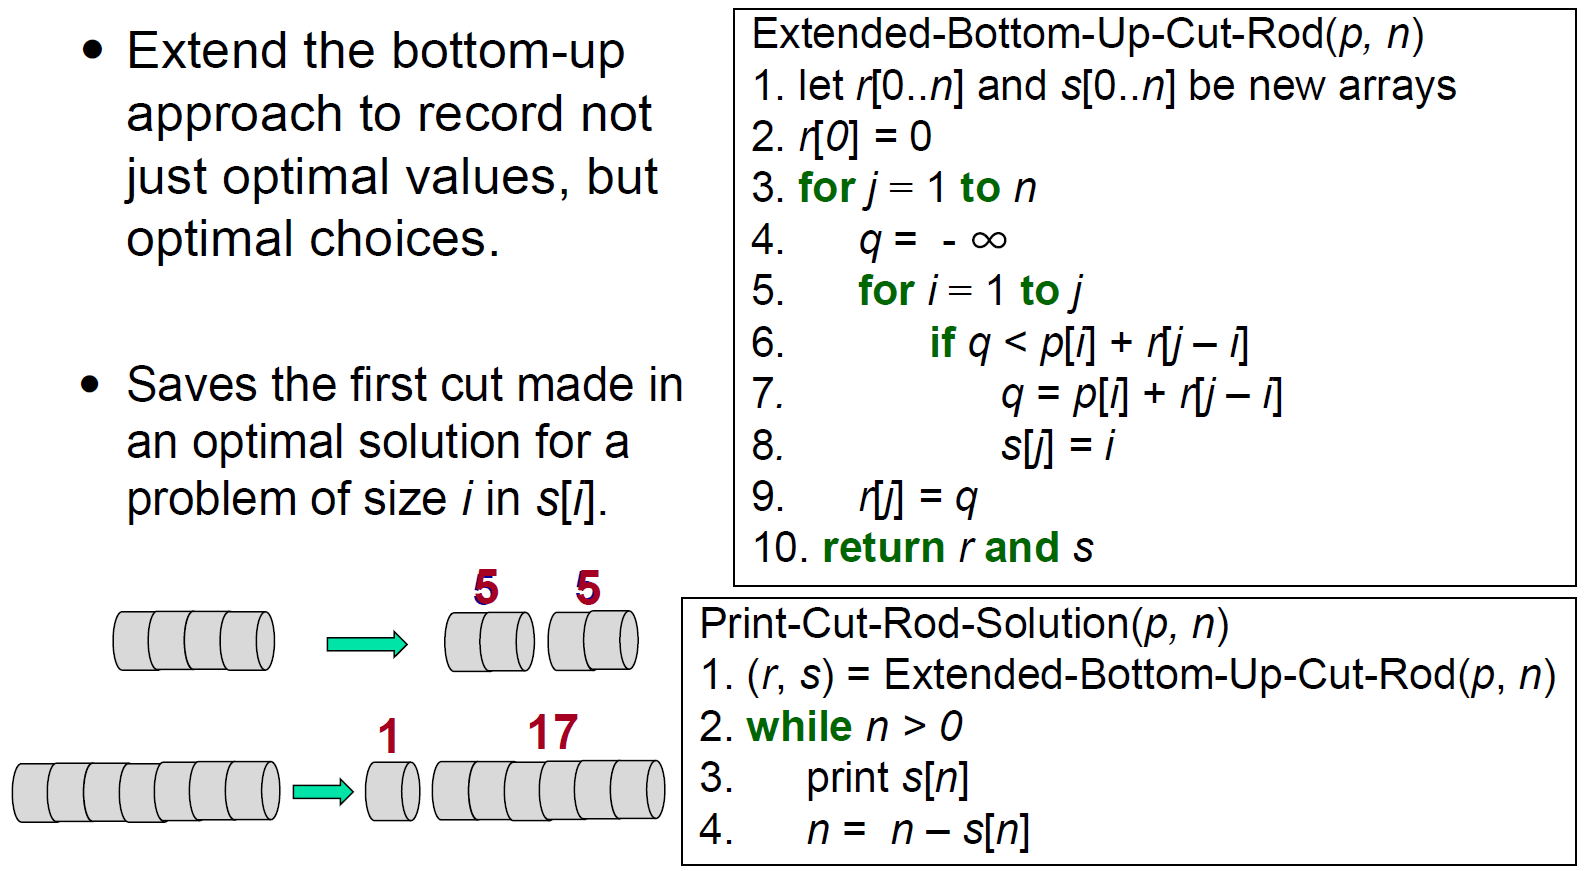 • Extend the bottom-up
approach to record not
just optimal values, but
optimal choices.
• Saves the first cut made in
an optimal solution for a
problem of size i in s[i].
5 5
1 17
Extended-Bottom-Up-Cut-Rod(p, n)
1. let r[0..n] and s[0..n] be new arrays
2. r[0] = 0
3. for j = 1 to n
4. q = - ∞
5. for i = 1 to j
6. if q < p[i] + r[j – i]
7. q = p[i] + r[j – i]
8. s[j] = i
9. r[j] = q
10. return r and s
Print-Cut-Rod-Solution(p, n)
1. (r, s) = Extended-Bottom-Up-Cut-Rod(p, n)
2. while n > 0
3. print s[n]
4. n = n – s[n]